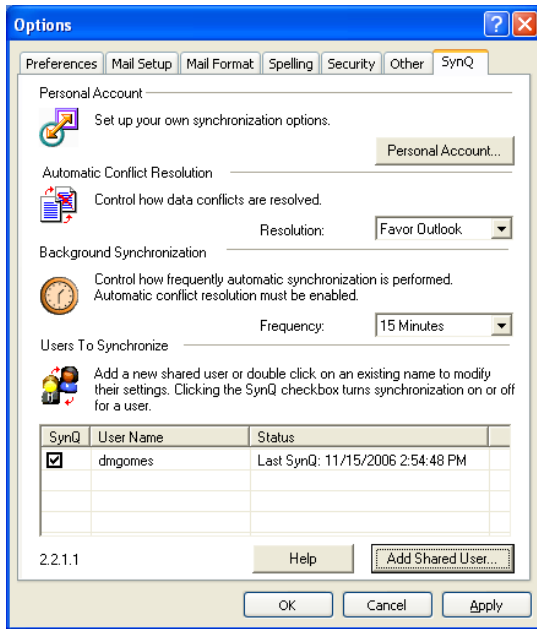 Options
Preferences Mail Setup Mail Format Spelling Security Other SynQ
Personal Account
Set up your own synchronization options.
Personal Account...
Automatic Conflict Resolution
Control how data conflicts are resolved.
Resolution: Favor Outlook
Background Synchronization
Control how frequently automatic synchronization is performed.
Automatic conflict resolution must be enabled.
Frequency: 15 Minutes
Users To Synchronize
Add a new shared user or double click on an existing name to modify
their settings. Clicking the SynQ checkbox turns synchronization on or off
for a user.
SynQ User Name Status
dmgomes Last SynQ: 11/15/2006 2:54:48 PM
2.2.1.1 Help Add Shared User...
OK Cancel Apply